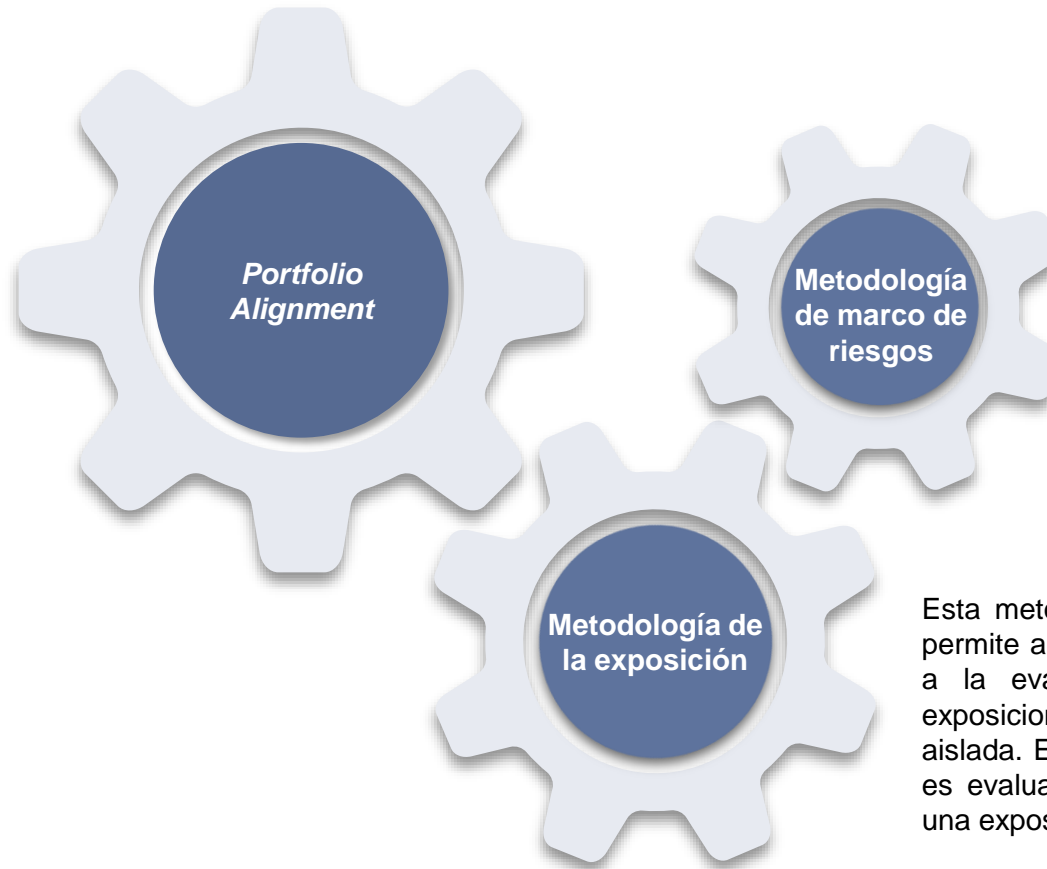 Portfolio
Alignment
Metodología
de marco de
riesgos
Metodología de
la exposición
Esta
permite a
a la
aislada. E
es
una